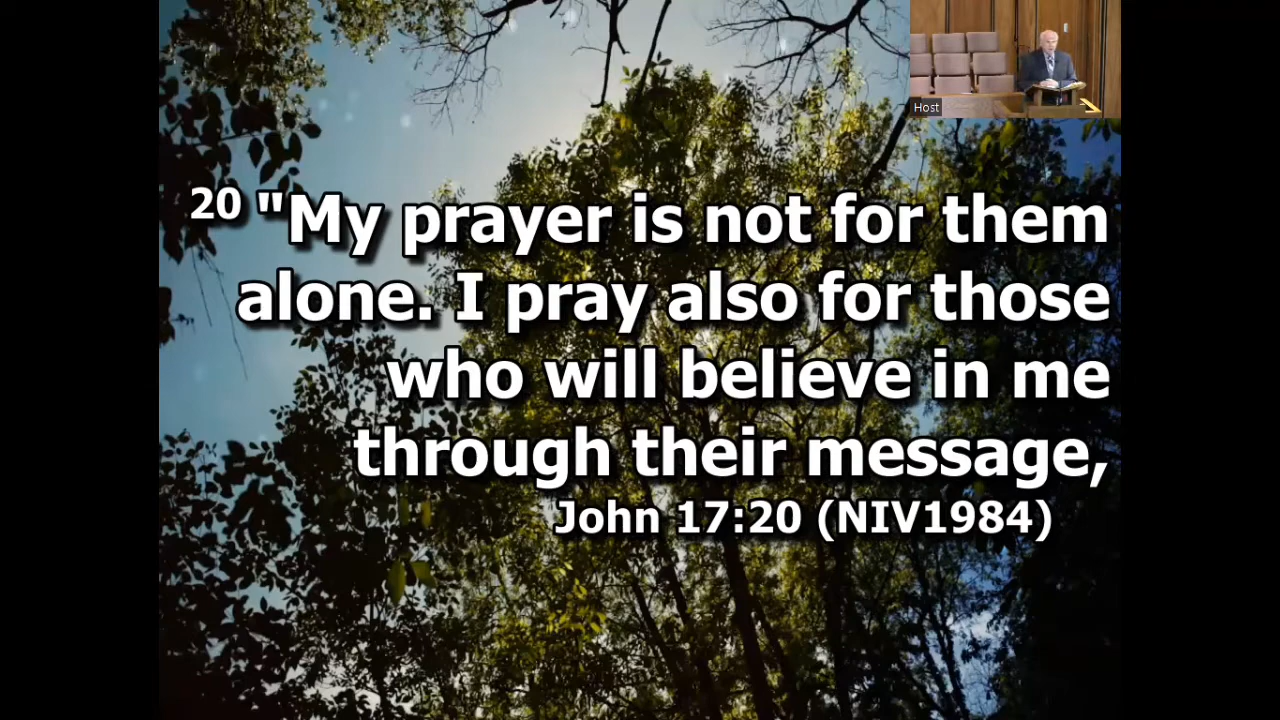 Host
20 "My prayer is not for them
alone. I pray also for those
who will believe in me
through their message,
John 17:20 (NIV1984)